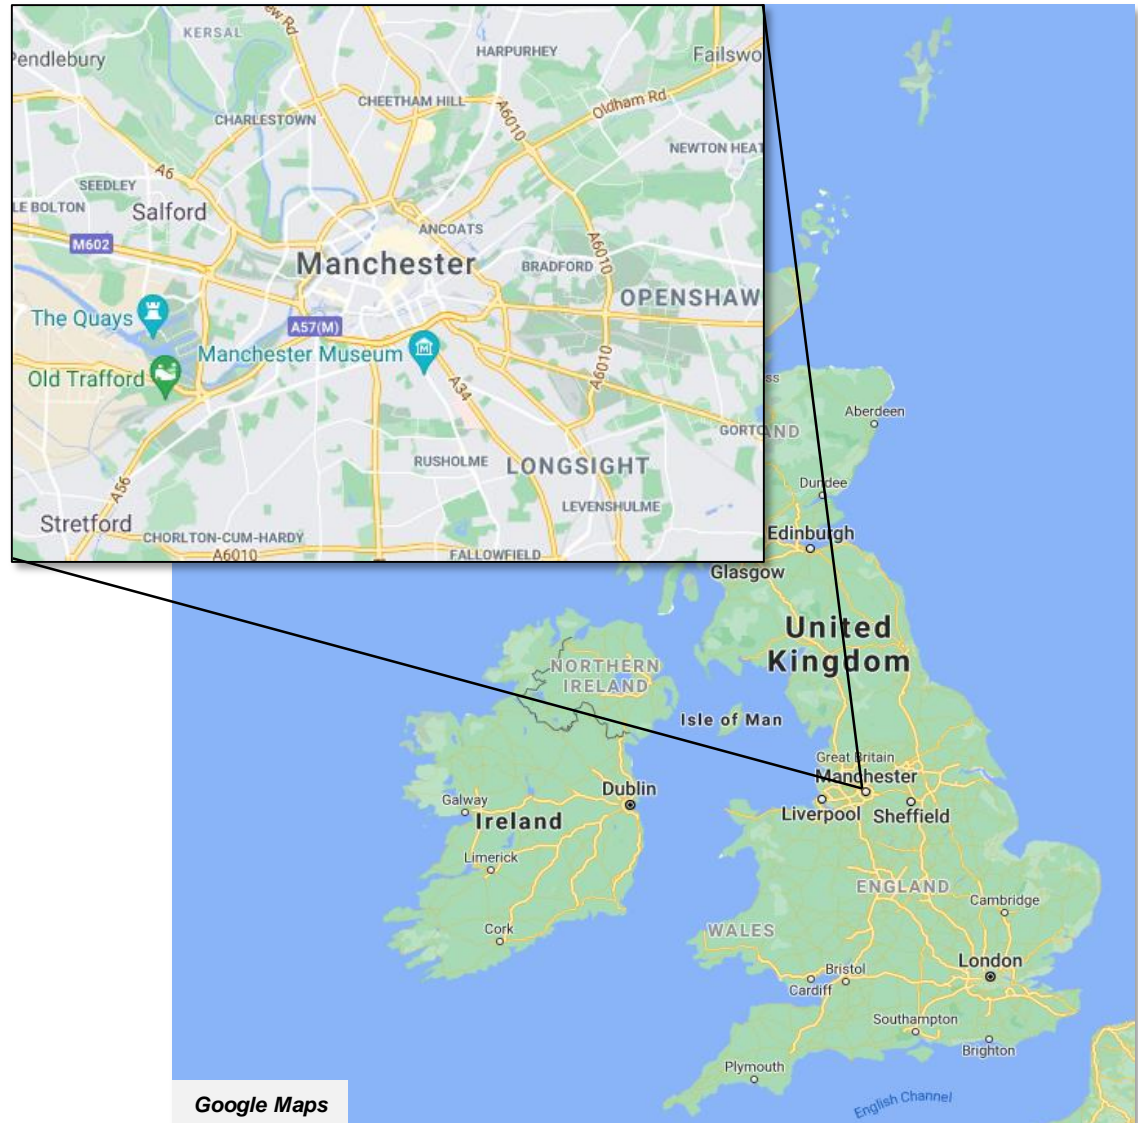 KERSAL
ew Rd
Pendlebury
HARPURHEY
Failswo
CHEETHAM HILL
Oldham Rd
A6010
CHARLESTOWN
NEWTON HEAT
A6
SEEDLEY
LE BOLTON
Salford
ANCOATS
M602
Manchester
BRADFORD
A6010
OPENSHAW
The Quays
A57(M)
Manchester Museum
Old Trafford
A34
A6010
GORTO
RUSHOLME
LONGSIGHT
A56
LEVENSHULME
Stretford
CHORLTON-CUM-HARDY
A6010
FALLOWFIELD
ss
Aberdeen
AND
Dundee
Edinburgh
Glasgow
United
Kingdom
NORTHERN
IRELAND
Isle of Man
Great Britain
Manchester
Dublin
Galway
Liverpool
Sheffield
Ireland
Limerick
ENGLAND
Cambridge
Cork
WALES
London
Bristol
Cardiff
Southampton
Brighton
Plymouth
English Channel
Google Maps